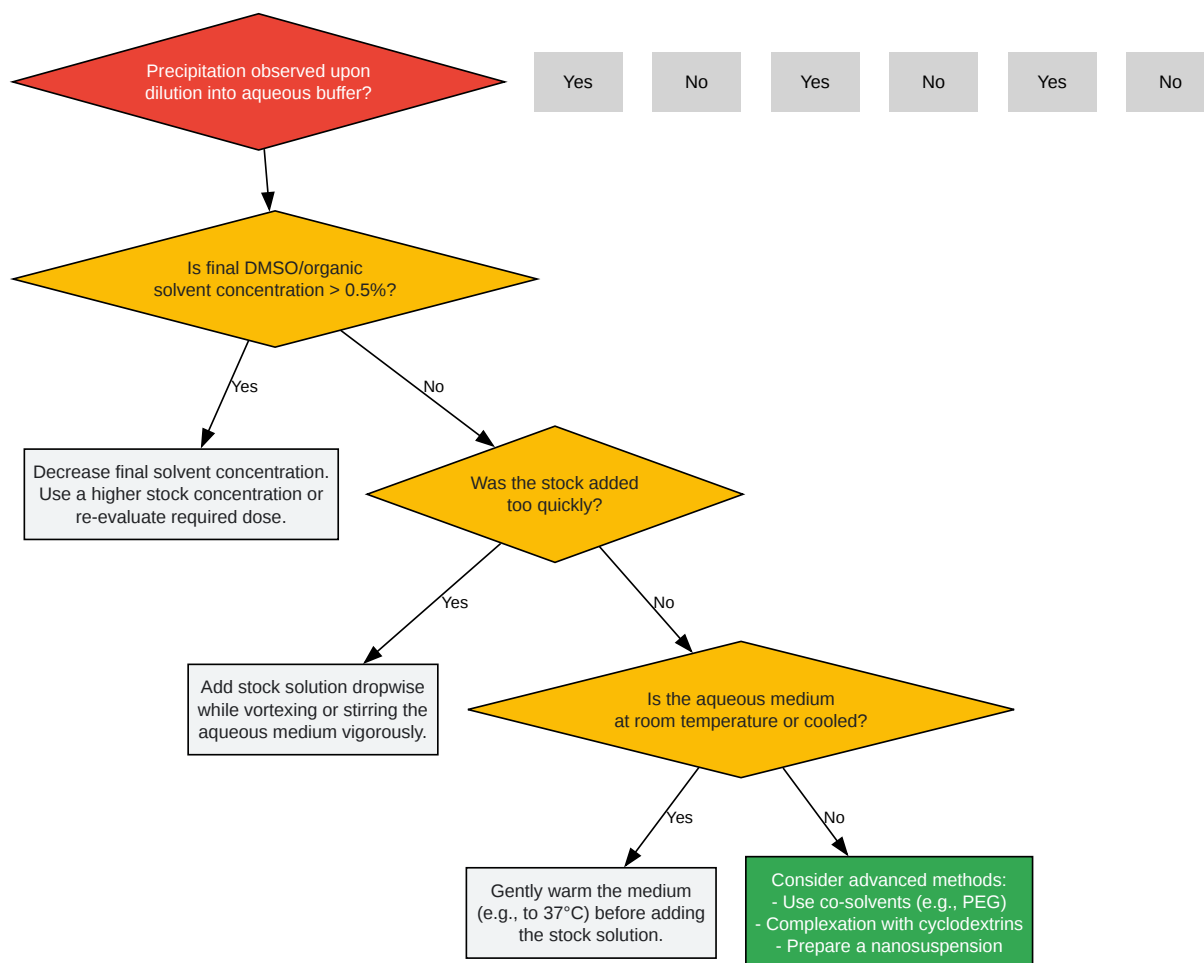 Precipitation observed upon
dilution into aqueous buffer?
Yes
No
Yes
No
Yes
No
Is final DMSO/organic
solvent concentration > 0.5%?
Yes
No
Decrease final solvent concentration.
Use a higher stock concentration or
re-evaluate required dose.
Was the stock added
too quickly?
Yes
No
Add stock solution dropwise
while vortexing or stirring the
aqueous medium vigorously.
Is the aqueous medium
at room temperature or cooled?
Yes
No
Gently warm the medium
(e.g., to 37°C) before adding
the stock solution.
Consider advanced methods:
- Use co-solvents (e.g., PEG)
- Complexation with cyclodextrins
- Prepare a nanosuspension